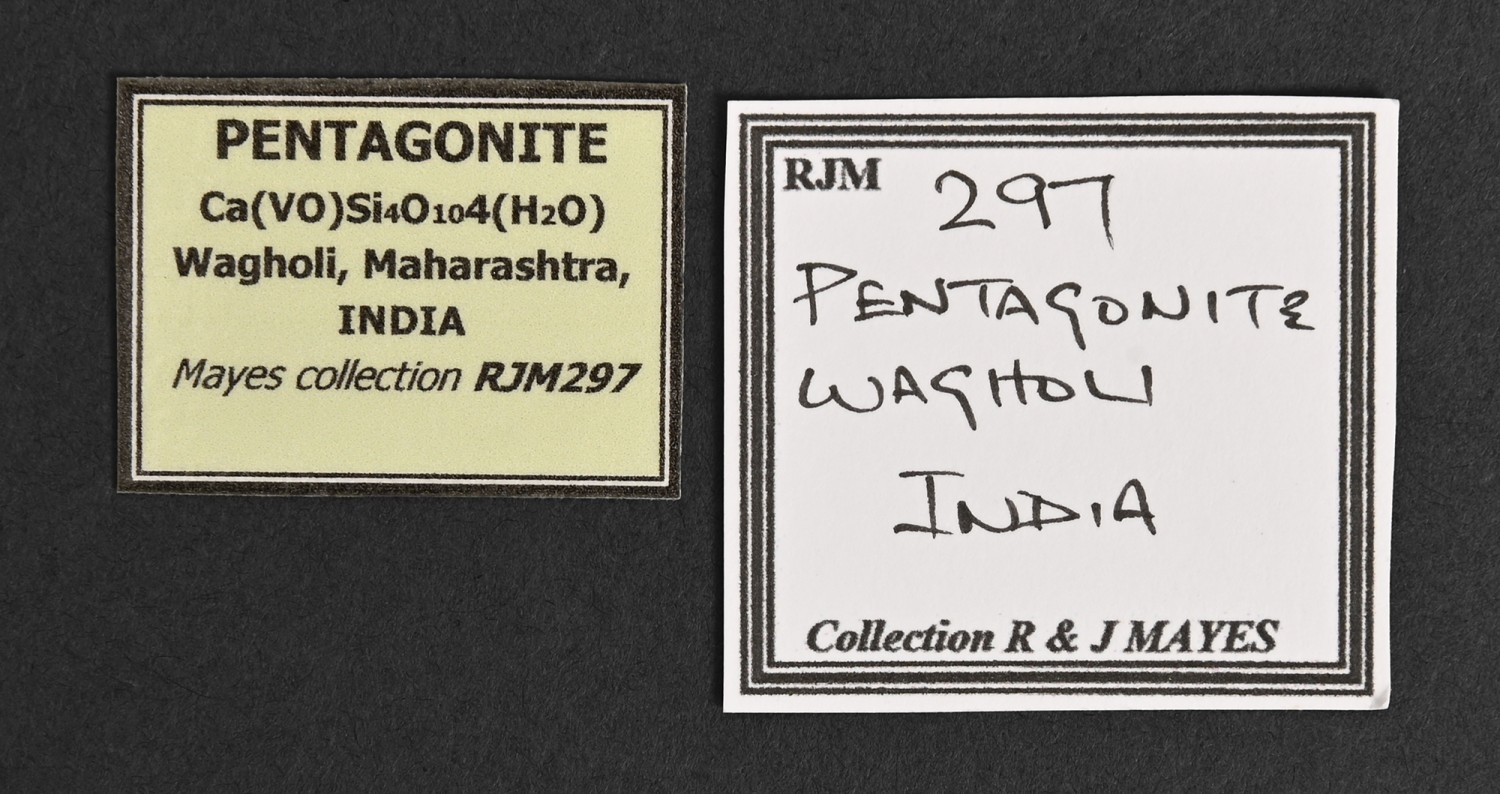 PENTAGONITE
Ca(VO)Si₄O₁₀4(H₂O)
Wagholi, Maharashtra,
INDIA
Mayes collection RJM297
RJM 297
PENTAGONITE
WAGHOLI
INDIA
Collection R & J MAYES